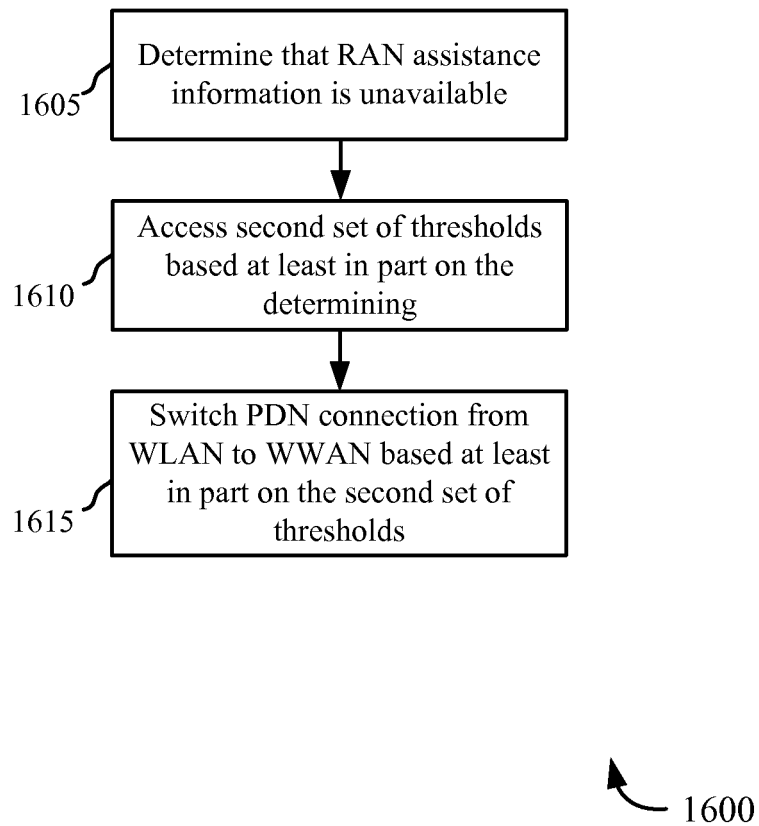 Determine that RAN assistance
information is unavailable
1605
Access second set of thresholds
based at least in part on the
determining
1610
Switch PDN connection from
WLAN to WWAN based at least
in part on the second set of
thresholds
1615
1600